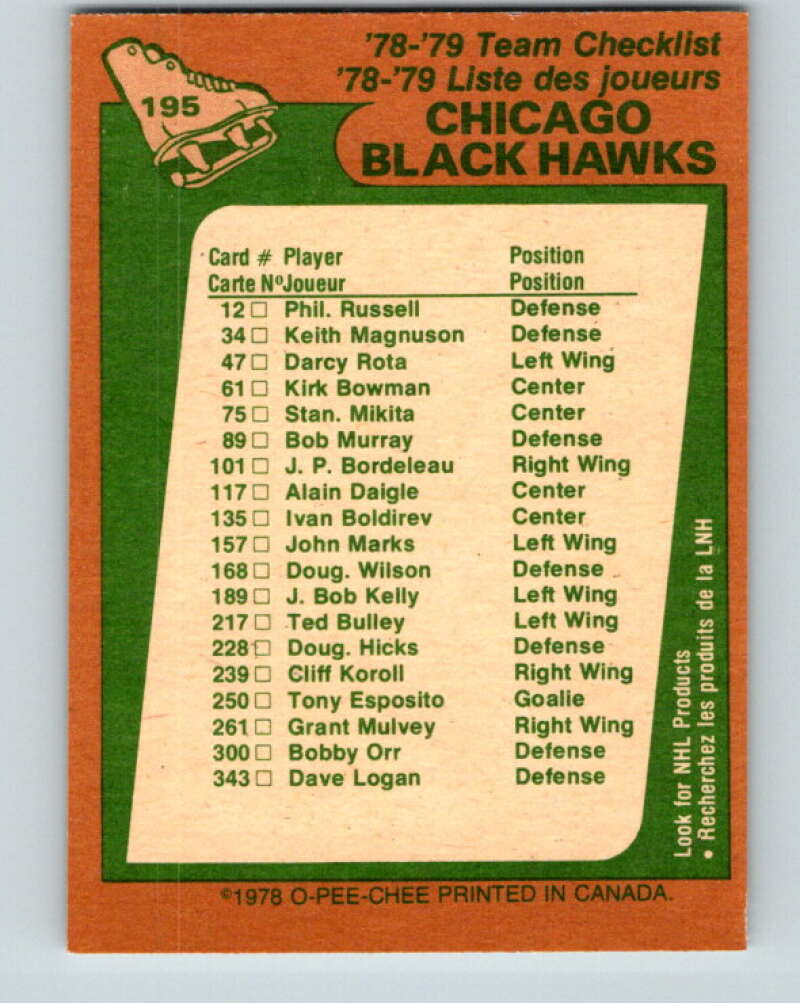 195
'78-'79 Team Checklist
'78-'79 Liste des joueurs
CHICAGO
BLACK HAWKS
Card # Player Position
Carte Nº Joueur Position
12 □ Phil. Russell Defense
34 □ Keith Magnuson Defense
47 □ Darcy Rota Left Wing
61 □ Kirk Bowman Center
75 □ Stan. Mikita Center
89 □ Bob Murray Defense
101 □ J. P. Bordeleau Right Wing
117 □ Alain Daigle Center
135 □ Ivan Boldirev Center
157 □ John Marks Left Wing
168 □ Doug. Wilson Defense
189 □ J. Bob Kelly Left Wing
217 □ Ted Bulley Left Wing
228 □ Doug. Hicks Defense
239 □ Cliff Koroll Right Wing
250 □ Tony Esposito Goalie
261 □ Grant Mulvey Right Wing
300 □ Bobby Orr Defense
343 □ Dave Logan Defense
Look for NHL Products
• Recherchez les produits de la LNH
©1978 O-PEE-CHEE PRINTED IN CANADA.